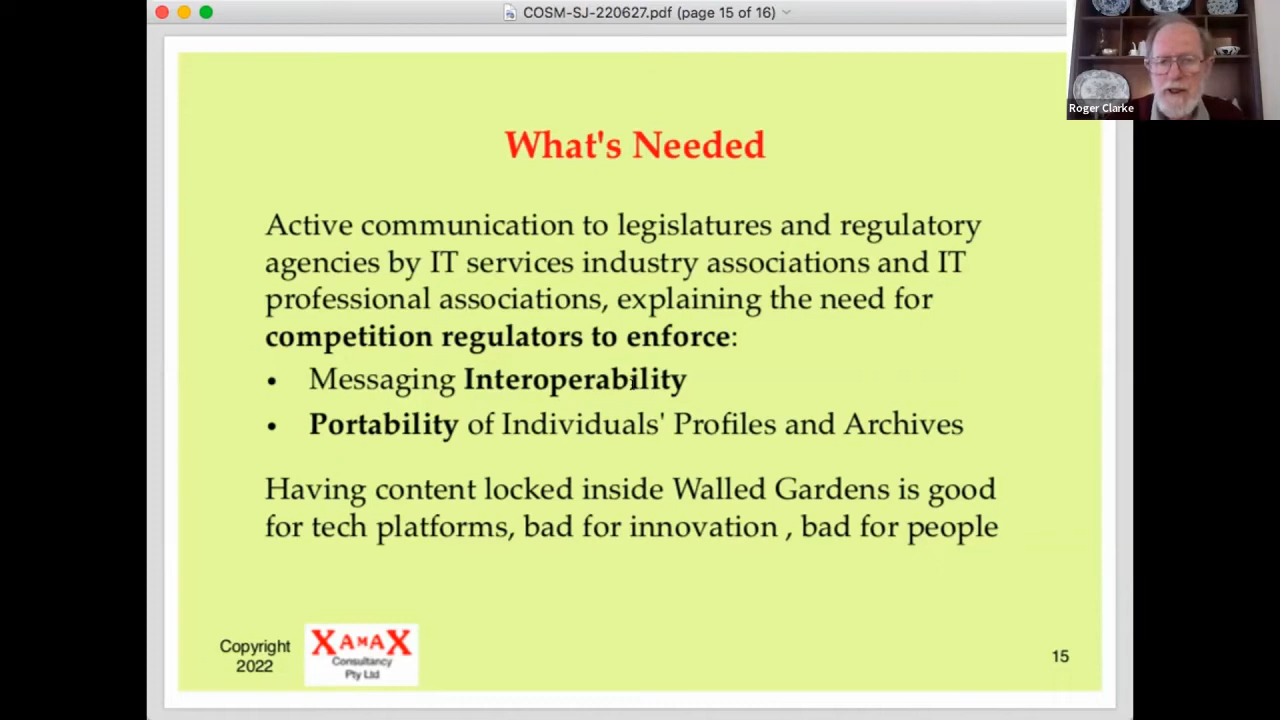 COSM-SJ-220627.pdf (page 15 of 16)
Roger Clarke
What's Needed
Active communication to legislatures and regulatory
agencies by IT services industry associations and IT
professional associations, explaining the need for
competition regulators to enforce:
• Messaging Interoperability
• Portability of Individuals' Profiles and Archives
Having content locked inside Walled Gardens is good
for tech platforms, bad for innovation , bad for people
Copyright
2022
XAMAX
Consultancy
Pty Ltd
15